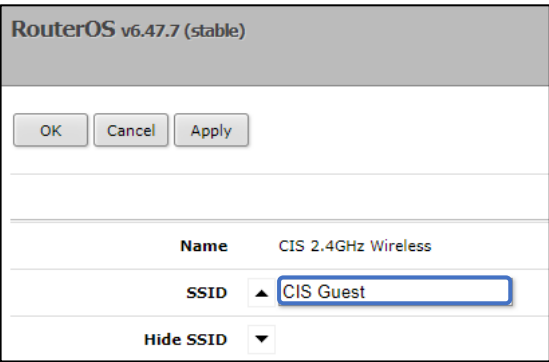 RouterOS v6.47.7 (stable)
OK Cancel Apply
Name CIS 2.4GHz Wireless
SSID ▲ CIS Guest
Hide SSID ▼